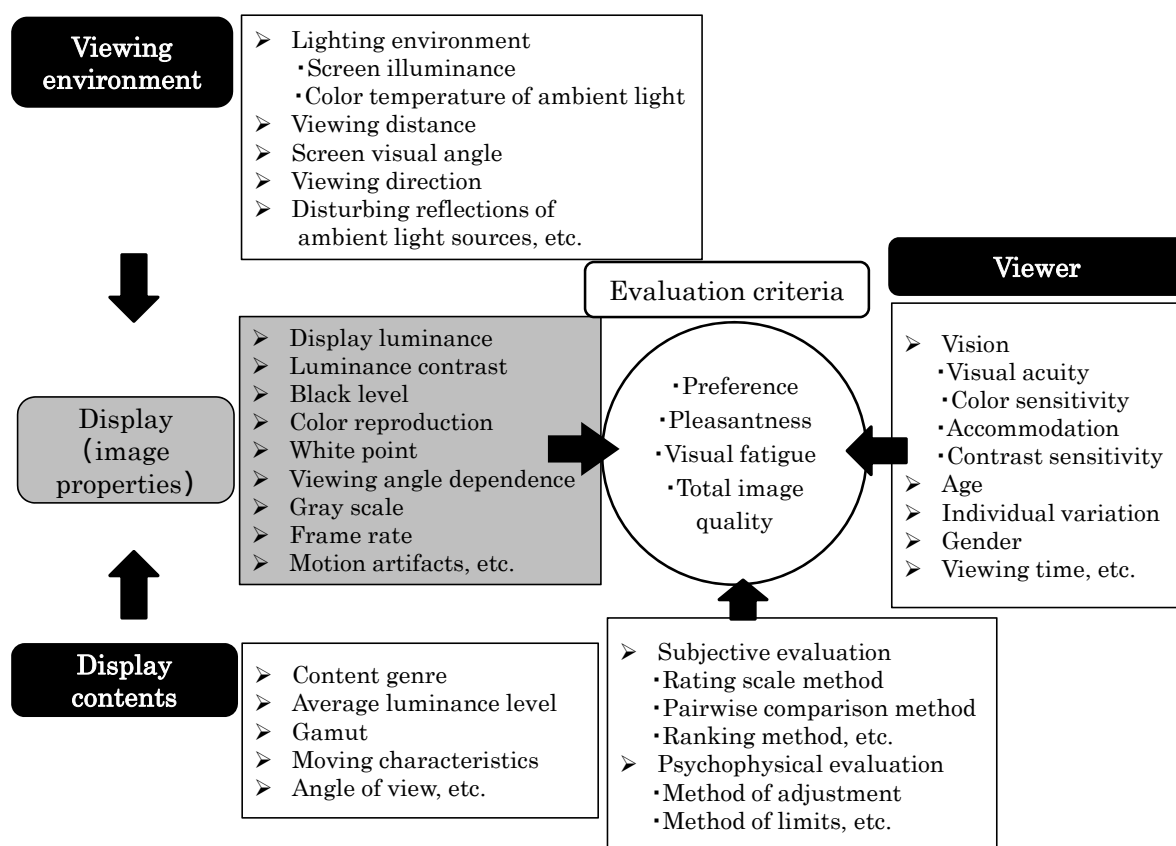 Viewing
environment
➢ Lighting environment
・Screen illuminance
・Color temperature of ambient light
➢ Viewing distance
➢ Screen visual angle
➢ Viewing direction
➢ Disturbing reflections of
ambient light sources, etc.
Display
(image
properties)
➢ Display luminance
➢ Luminance contrast
➢ Black level
➢ Color reproduction
➢ White point
➢ Viewing angle dependence
➢ Gray scale
➢ Frame rate
➢ Motion artifacts, etc.
Evaluation criteria
・Preference
・Pleasantness
・Visual fatigue
・Total image
quality
Viewer
➢ Vision
・Visual acuity
・Color sensitivity
・Accommodation
・Contrast sensitivity
➢ Age
➢ Individual variation
➢ Gender
➢ Viewing time, etc.
Display
contents
➢ Content genre
➢ Average luminance level
➢ Gamut
➢ Moving characteristics
➢ Angle of view, etc.
➢ Subjective evaluation
・Rating scale method
・Pairwise comparison method
・Ranking method, etc.
➢ Psychophysical evaluation
・Method of adjustment
・Method of limits, etc.